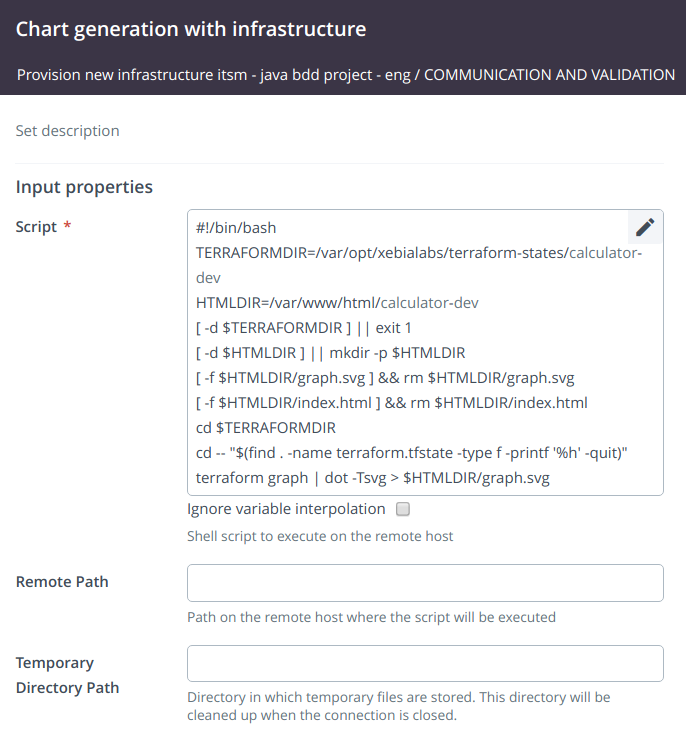 Chart generation with infrastructure
Provision new infrastructure itsm - java bdd project - eng / COMMUNICATION AND VALIDATION
Set description
Input properties
Script *
#!/bin/bash
TERRAFORMDIR=/var/opt/xebialabs/terraform-states/calculator-
dev
HTMLDIR=/var/www/html/calculator-dev
[ -d $TERRAFORMDIR ] || exit 1
[ -d $HTMLDIR ] || mkdir -p $HTMLDIR
[ -f $HTMLDIR/graph.svg ] && rm $HTMLDIR/graph.svg
[ -f $HTMLDIR/index.html ] && rm $HTMLDIR/index.html
cd $TERRAFORMDIR
cd -- "$(find . -name terraform.tfstate -type f -printf '%h' -quit)"
terraform graph | dot -Tsvg > $HTMLDIR/graph.svg
Ignore variable interpolation
Shell script to execute on the remote host
Remote Path
Path on the remote host where the script will be executed
Temporary
Directory Path
Directory in which temporary files are stored. This directory will be
cleaned up when the connection is closed.